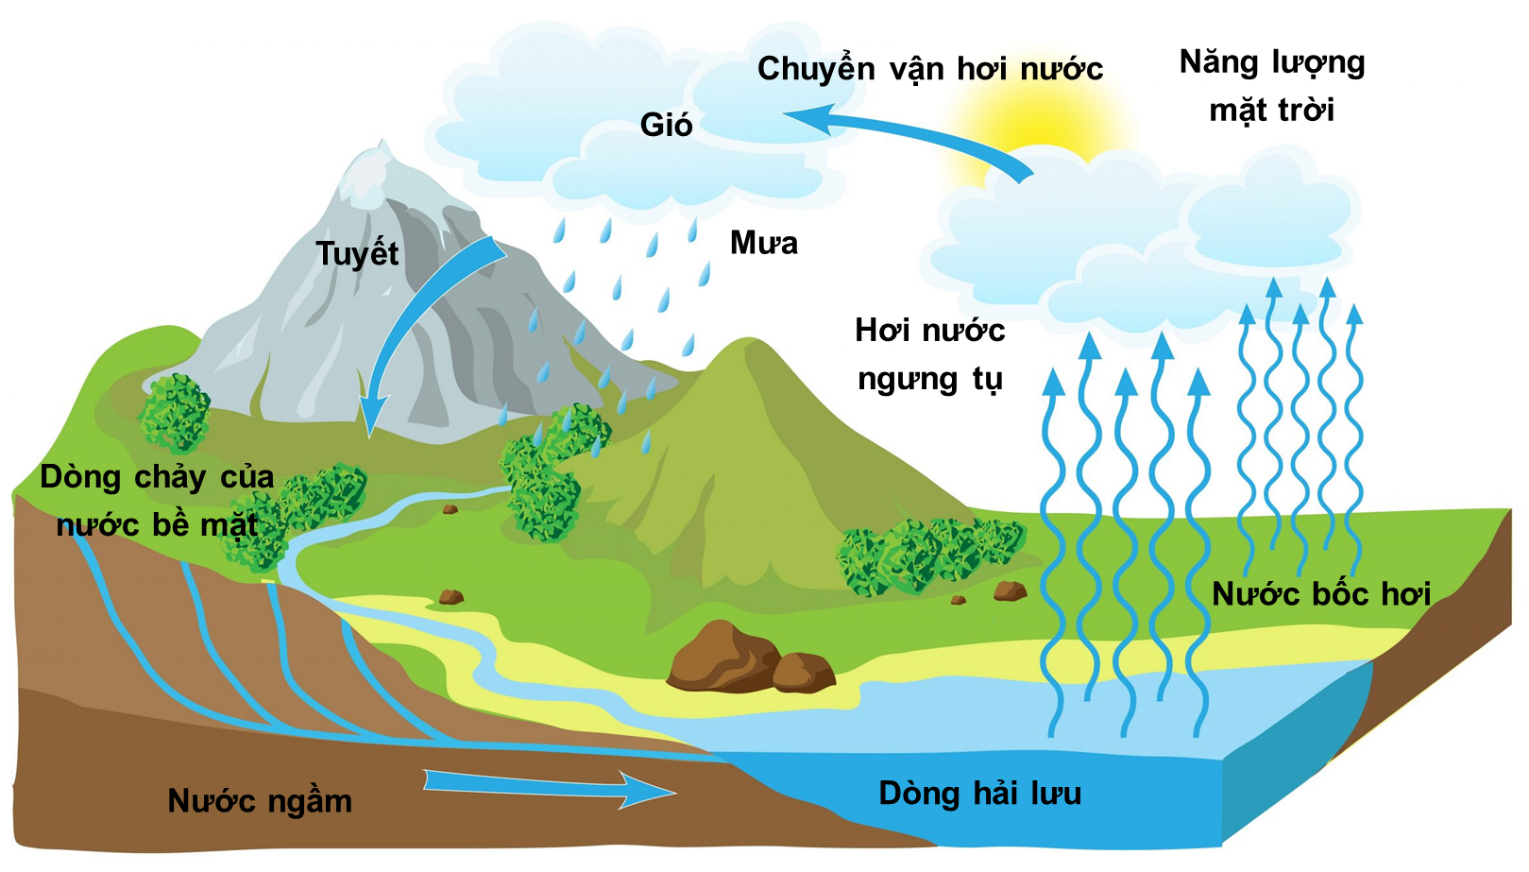 Chuyển vận hơi nước
Năng lượng
mặt trời
Gió
Mưa
Tuyết
Hơi nước
ngưng tụ
Dòng chảy của
nước bề mặt
Nước bốc hơi
Nước ngầm
Dòng hải lưu